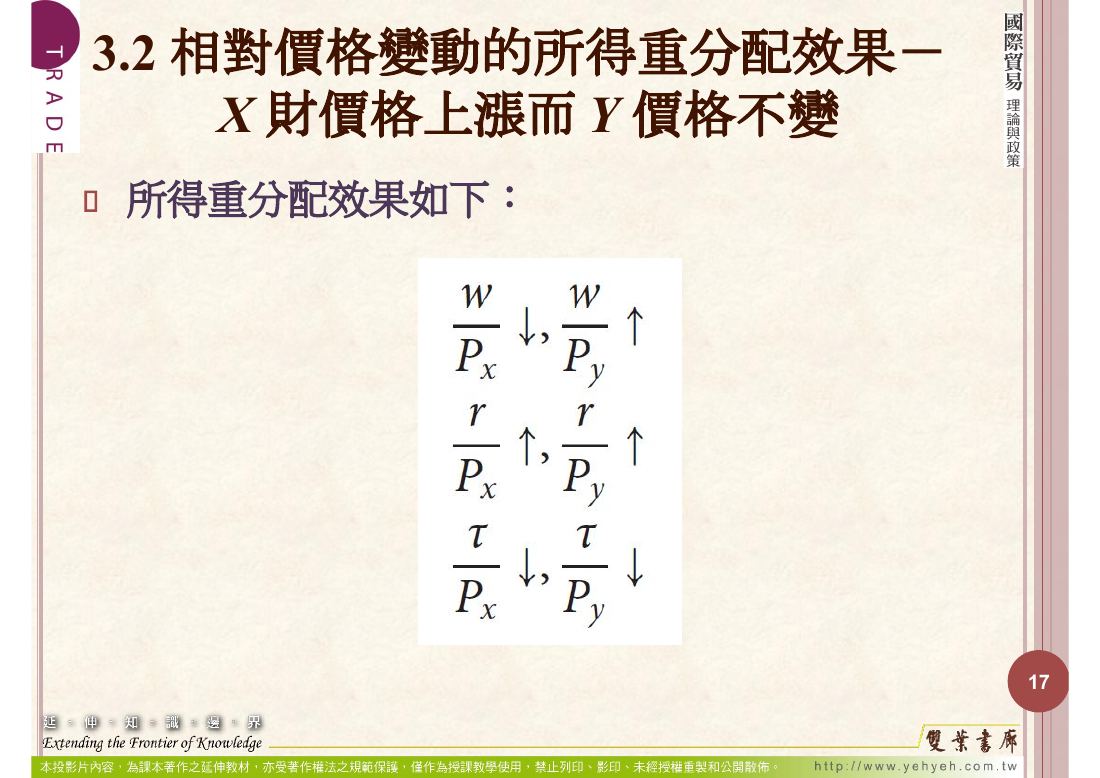 3.2 相對價格變動的所得重分配效果－
X 財價格上漲而 Y 價格不變
所得重分配效果如下：
w/Px ↓, w/Py ↑
r/Px ↑, r/Py ↑
τ/Px ↓, τ/Py ↓
TRADE
國際貿易 理論與政策
17
延・伸・知・識・邊・界
Extending the Frontier of Knowledge
雙葉書廊
本投影片內容，為課本著作之延伸教材，亦受著作權法之規範保護，僅作為授課教學使用，禁止列印、影印、未經授權重製和公開散佈。
http://www.yehyeh.com.tw